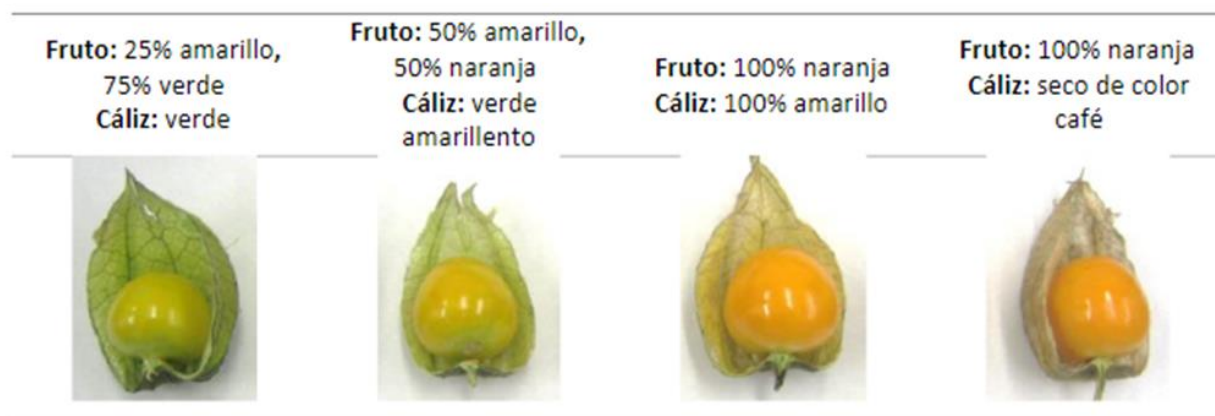 Fruto: 25% amarillo,
75% verde
Cáliz: verde
Fruto: 50% amarillo,
50% naranja
Cáliz: verde
amarillento
Fruto: 100% naranja
Cáliz: 100% amarillo
Fruto: 100% naranja
Cáliz: seco de color
café